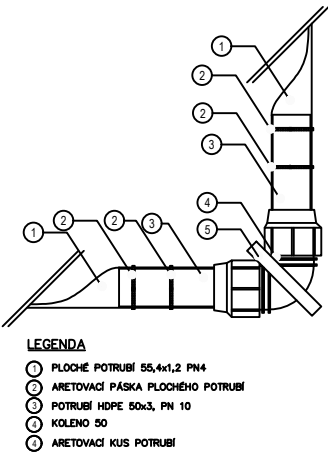 1
2
2
3
4
5
1
2
2
3
LEGENDA
1 PLOCHÉ POTRUBÍ 55,4x1,2 PN4
2 ARETOVACÍ PÁSKA PLOCHÉHO POTRUBÍ
3 POTRUBÍ HDPE 50x3, PN 10
4 KOLENO 50
4 ARETOVACÍ KUS POTRUBÍ